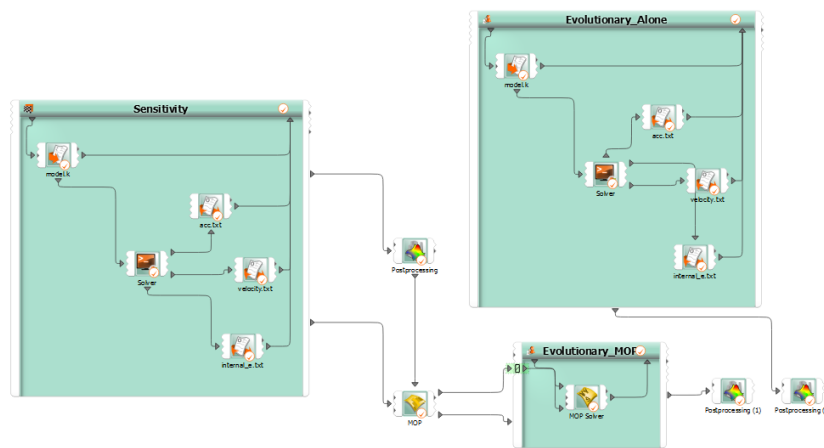 Evolutionary_Alone
model.k
acc.txt
Solver
velocity.txt
internal_e.txt
Sensitivity
model.k
acc.txt
Solver
velocity.txt
internal_e.txt
Postprocessing
MOP
Evolutionary_MOP
MOP Solver
Postprocessing (1)
Postprocessing (